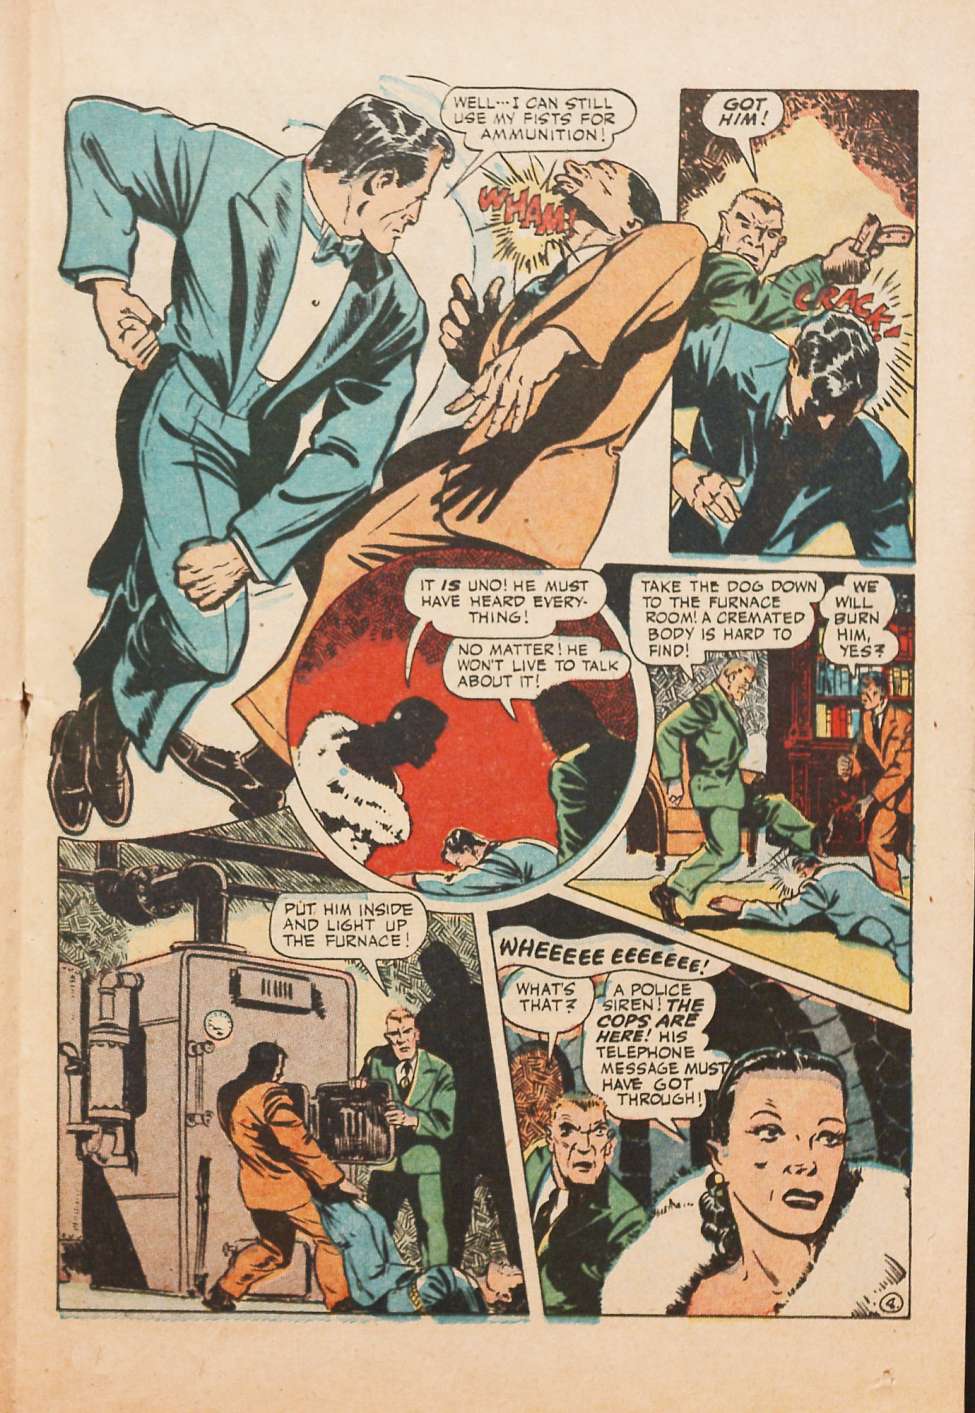 WELL---I CAN STILL
USE MY FISTS FOR
AMMUNITION!
WHAM!
GOT
HIM!
CRACK!
IT IS UNO! HE MUST
HAVE HEARD EVERY-
THING!
NO MATTER! HE
WON'T LIVE TO TALK
ABOUT IT!
TAKE THE DOG DOWN
TO THE FURNACE
ROOM! A CREMATED
BODY IS HARD TO
FIND!
WE
WILL
BURN
HIM,
YES?
PUT HIM INSIDE
AND LIGHT UP
THE FURNACE!
WHEEEEE EEEEEEE!
WHAT'S
THAT?
A POLICE
SIREN! THE
COPS ARE
HERE! HIS
TELEPHONE
MESSAGE MUST
HAVE GOT
THROUGH!
4